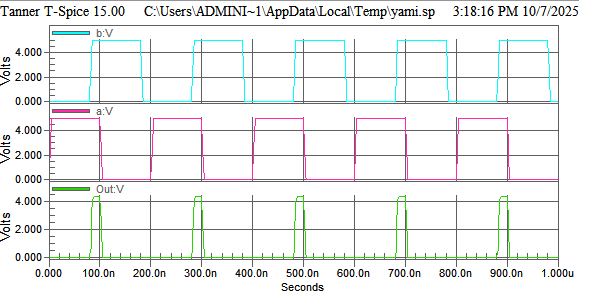 Tanner T-Spice 15.00 C:\Users\ADMINI~1\AppData\Local\Temp\yami.sp 3:18:16 PM 10/7/2025
b:V
Volts
4.000
2.000
0.000
a:V
Volts
4.000
2.000
0.000
Out:V
Volts
4.000
2.000
0.000
0.000 100.0n 200.0n 300.0n 400.0n 500.0n 600.0n 700.0n 800.0n 900.0n 1.000u
Seconds